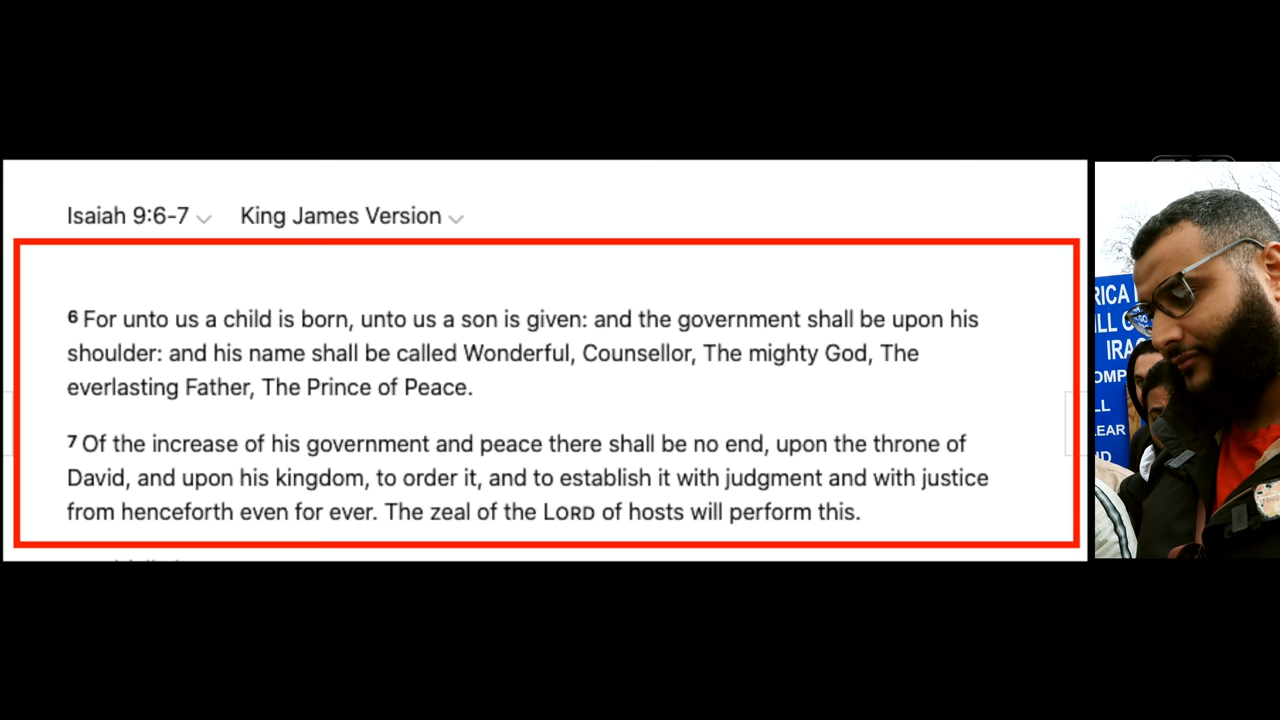 Isaiah 9:6-7 King James Version
6 For unto us a child is born, unto us a son is given: and the government shall be upon his
shoulder: and his name shall be called Wonderful, Counsellor, The mighty God, The
everlasting Father, The Prince of Peace.
7 Of the increase of his government and peace there shall be no end, upon the throne of
David, and upon his kingdom, to order it, and to establish it with judgment and with justice
from henceforth even for ever. The zeal of the LORD of hosts will perform this.